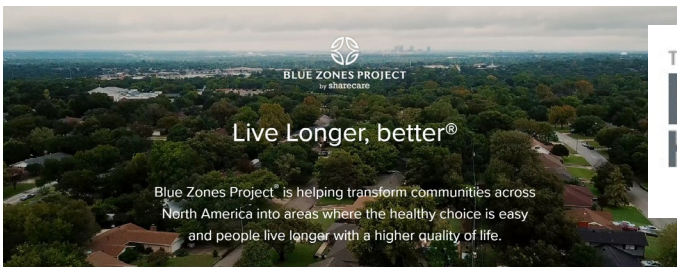 BLUE ZONES PROJECT
by sharecare
Live Longer, better®
Blue Zones Project® is helping transform communities across
North America into areas where the healthy choice is easy
and people live longer with a higher quality of life.
T